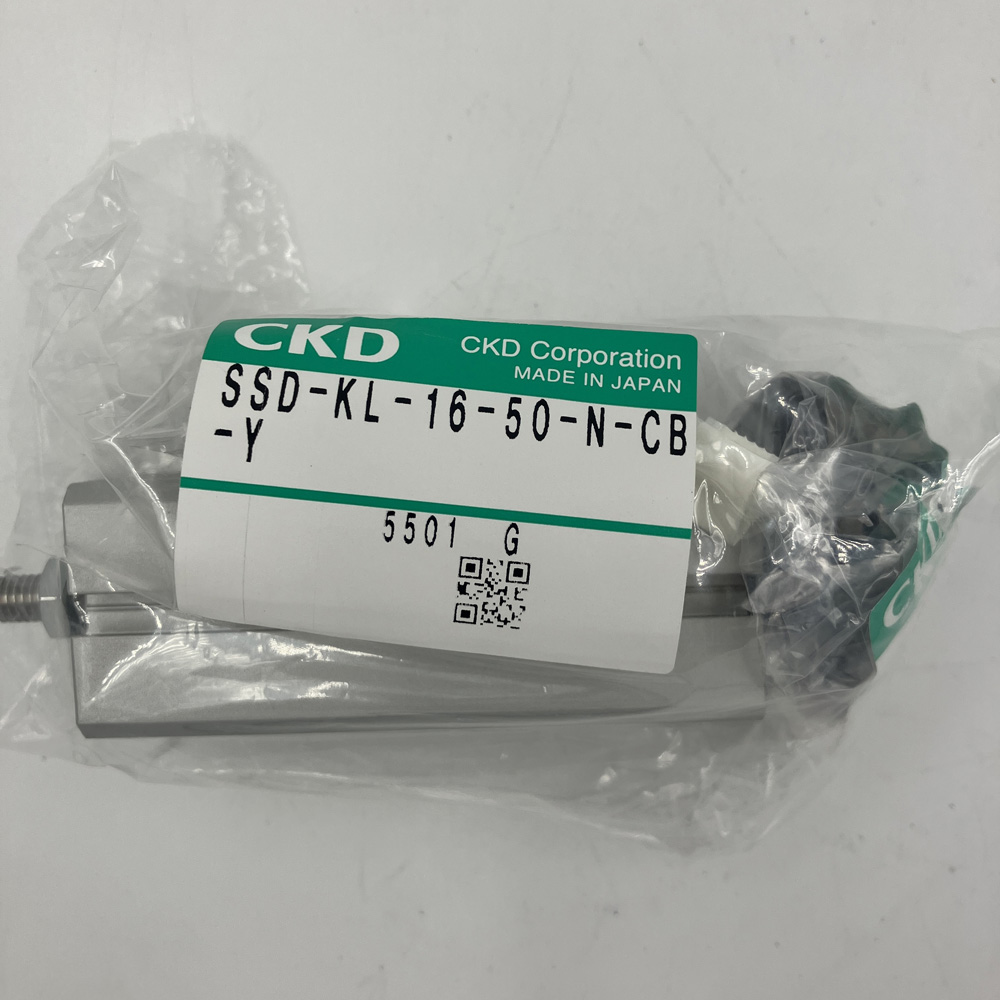 CKD
CKD Corporation
MADE IN JAPAN
SSD-KL-16-50-N-CB
-Y
5501 G